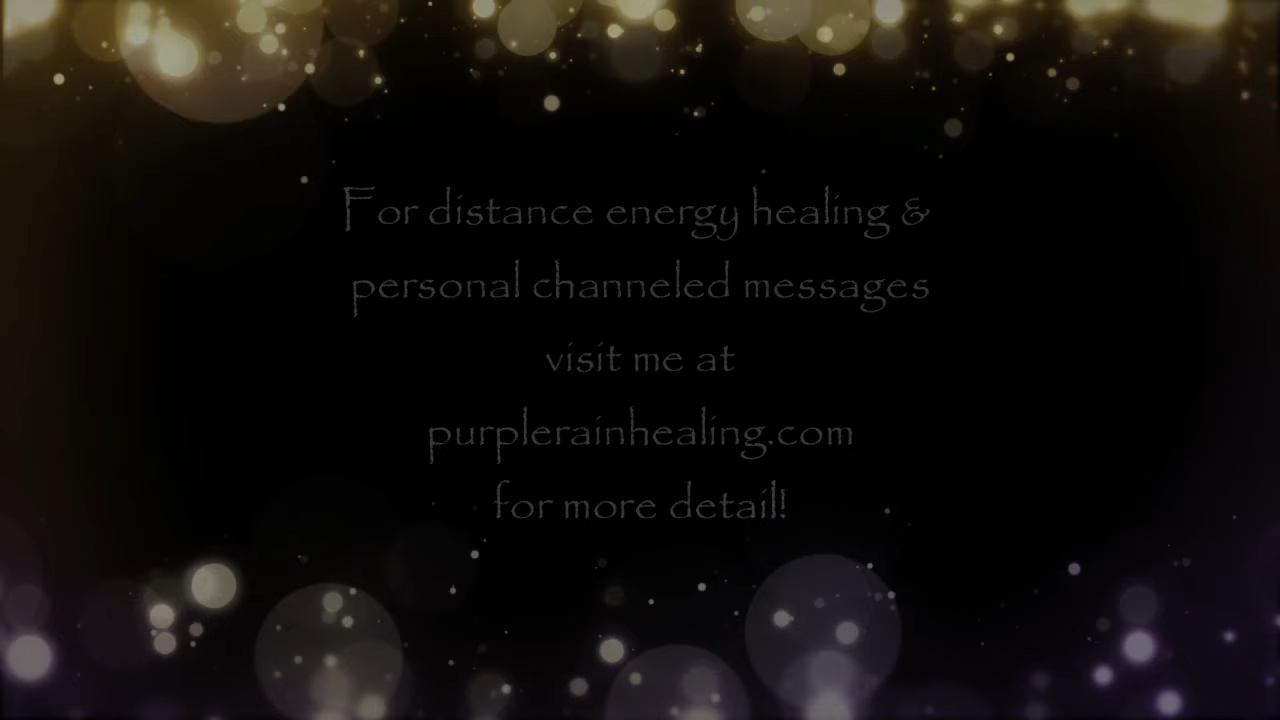 For distance energy healing &
personal channeled messages
visit me at
purplerainhealing.com
for more detail!